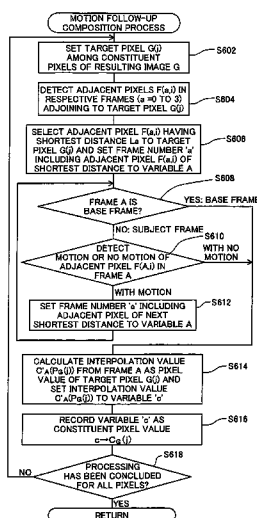 MOTION FOLLOW-UP
COMPOSITION PROCESS
S602
SET TARGET PIXEL G(j)
AMONG CONSTITUENT
PIXELS OF RESULTING IMAGE G
S604
DETECT ADJACENT PIXELS F(a,i) IN
RESPECTIVE FRAMES (a =0 TO 3)
ADJOINING TO TARGET PIXEL G(j)
S606
SELECT ADJACENT PIXEL F(a,i) HAVING
SHORTEST DISTANCE La TO TARGET
PIXEL G(j) AND SET FRAME NUMBER 'a'
INCLUDING ADJACENT PIXEL F(a,i) OF
SHORTEST DISTANCE TO VARIABLE A
S608
FRAME A IS
BASE FRAME?
YES: BASE FRAME
NO: SUBJECT FRAME
S610
DETECT
MOTION OR NO MOTION OF
ADJACENT PIXEL F(A,i) IN
FRAME A
WITH NO
MOTION
WITH MOTION
S612
SET FRAME NUMBER 'a' INCLUDING
ADJACENT PIXEL OF NEXT
SHORTEST DISTANCE TO VARIABLE A
S614
CALCULATE INTERPOLATION VALUE
C'A(PG(j)) FROM FRAME A AS PIXEL
VALUE OF TARGET PIXEL G(j) AND
SET INTERPOLATION VALUE
C'A(PG(j)) TO VARIABLE 'c'
S616
RECORD VARIABLE 'c' AS
CONSTITUENT PIXEL VALUE
c→CG(j)
S618
PROCESSING
HAS BEEN CONCLUDED
FOR ALL PIXELS?
NO
YES
RETURN